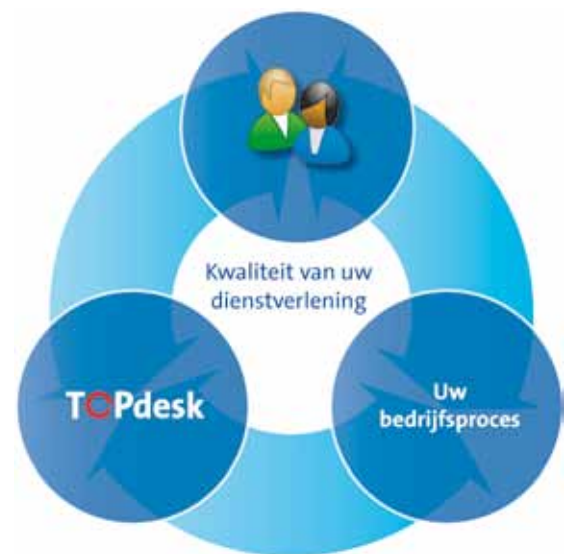 Kwaliteit van uw
dienstverlening
TOPdesk
Uw
bedrijfsproces